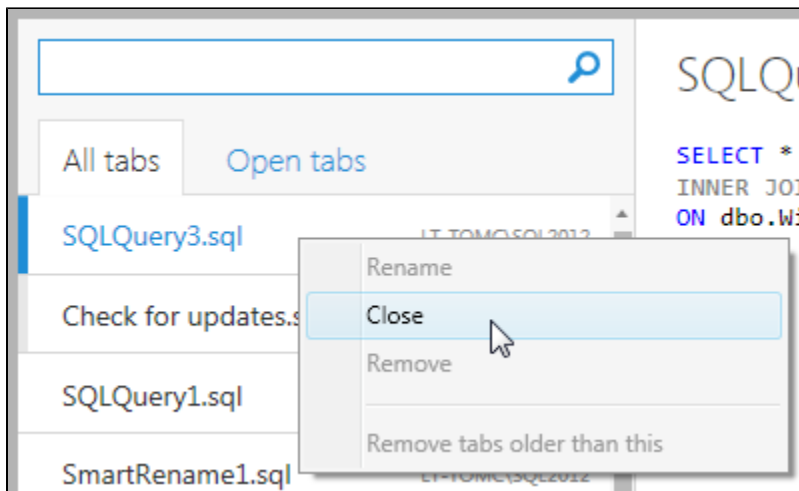 All tabs
Open tabs
SQLQuery3.sql
Check for updates.s
SQLQuery1.sql
SmartRename1.sql
Rename
Close
Remove
Remove tabs older than this
SELECT *
INNER JOI
ON dbo.Wi